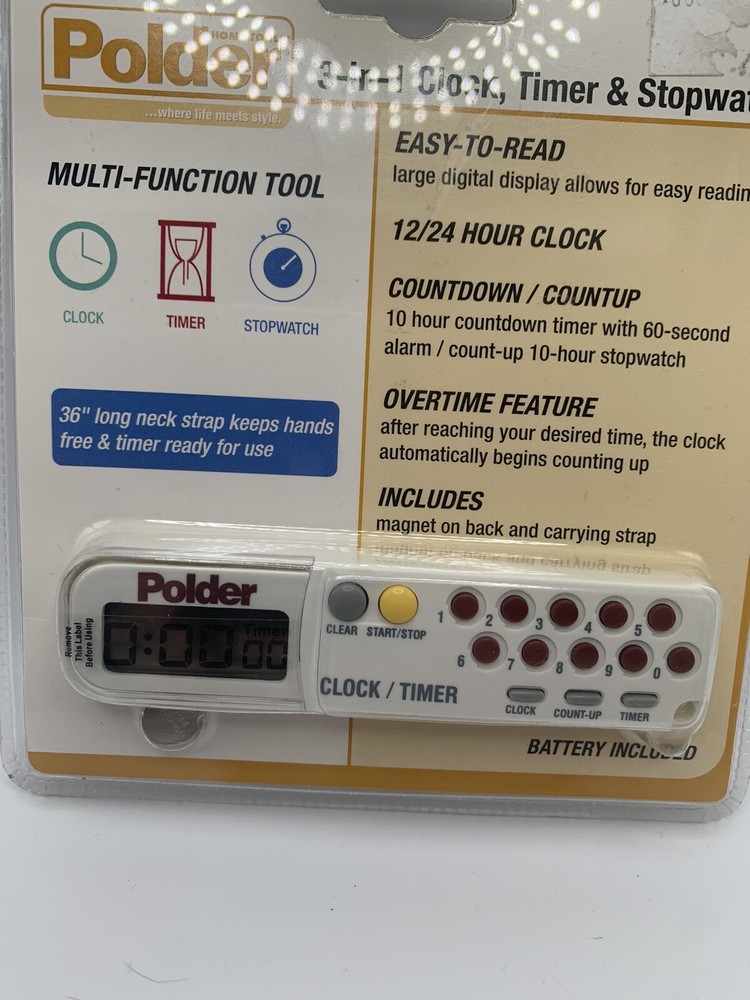 HOME TOOLS
Polder
...where life meets style.
3-in-1 Clock, Timer & Stopwat
MULTI-FUNCTION TOOL
CLOCK
TIMER
STOPWATCH
36" long neck strap keeps hands
free & timer ready for use
EASY-TO-READ
large digital display allows for easy readin
12/24 HOUR CLOCK
COUNTDOWN / COUNTUP
10 hour countdown timer with 60-second
alarm / count-up 10-hour stopwatch
OVERTIME FEATURE
after reaching your desired time, the clock
automatically begins counting up
INCLUDES
magnet on back and carrying strap
Polder
Remove
This Label
Before Using
Timer
0:00 00
CLEAR START/STOP
1 2 3 4 5
6 7 8 9 0
CLOCK / TIMER
CLOCK COUNT-UP TIMER
BATTERY INCLUDED